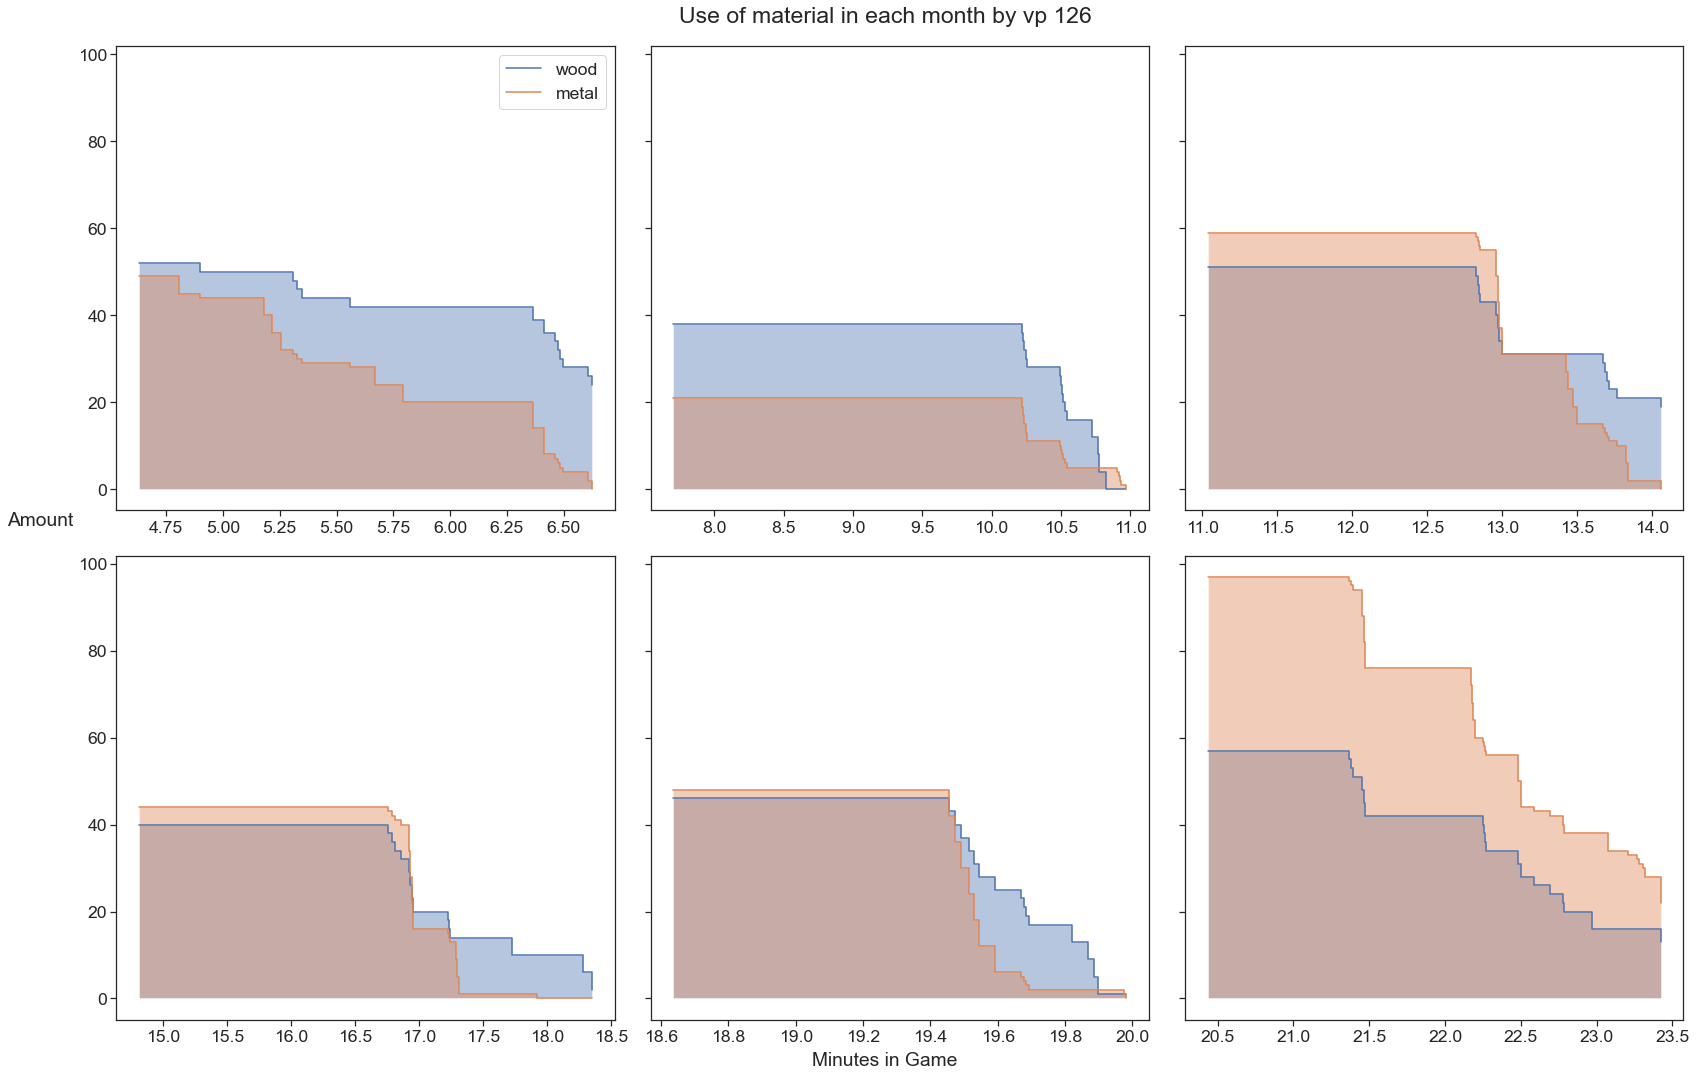 Use of material in each month by vp 126
wood
metal
100
80
60
40
20
0
4.75 5.00 5.25 5.50 5.75 6.00 6.25 6.50
8.0 8.5 9.0 9.5 10.0 10.5 11.0
11.0 11.5 12.0 12.5 13.0 13.5 14.0
Amount
100
80
60
40
20
0
15.0 15.5 16.0 16.5 17.0 17.5 18.0 18.5
18.6 18.8 19.0 19.2 19.4 19.6 19.8 20.0
20.5 21.0 21.5 22.0 22.5 23.0 23.5
Minutes in Game